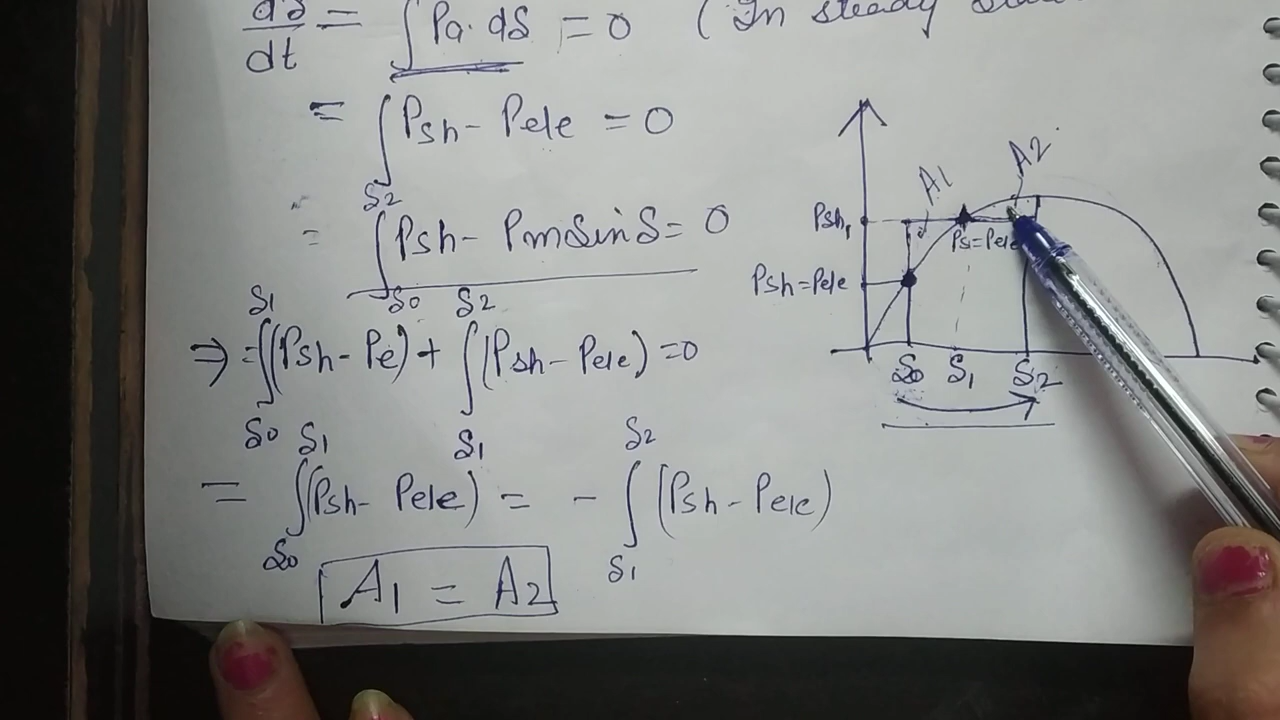 dδ/dt = ∫ Pa. dδ = 0 (In steady
= ∫ Psh - Pele = 0
= ∫_{δ0}^{δ2} Psh - PmSinδ = 0
⇒ = ∫_{δ0}^{δ1} (Psh - Pe) + ∫_{δ1}^{δ2} (Psh - Pele) = 0
= ∫_{δ0}^{δ1} (Psh - Pele) = - ∫_{δ1}^{δ2} (Psh - Pele)
A1 = A2
A1
A2
Psh1
Ps=Pele
Psh=Pele
δ0 δ1 δ2